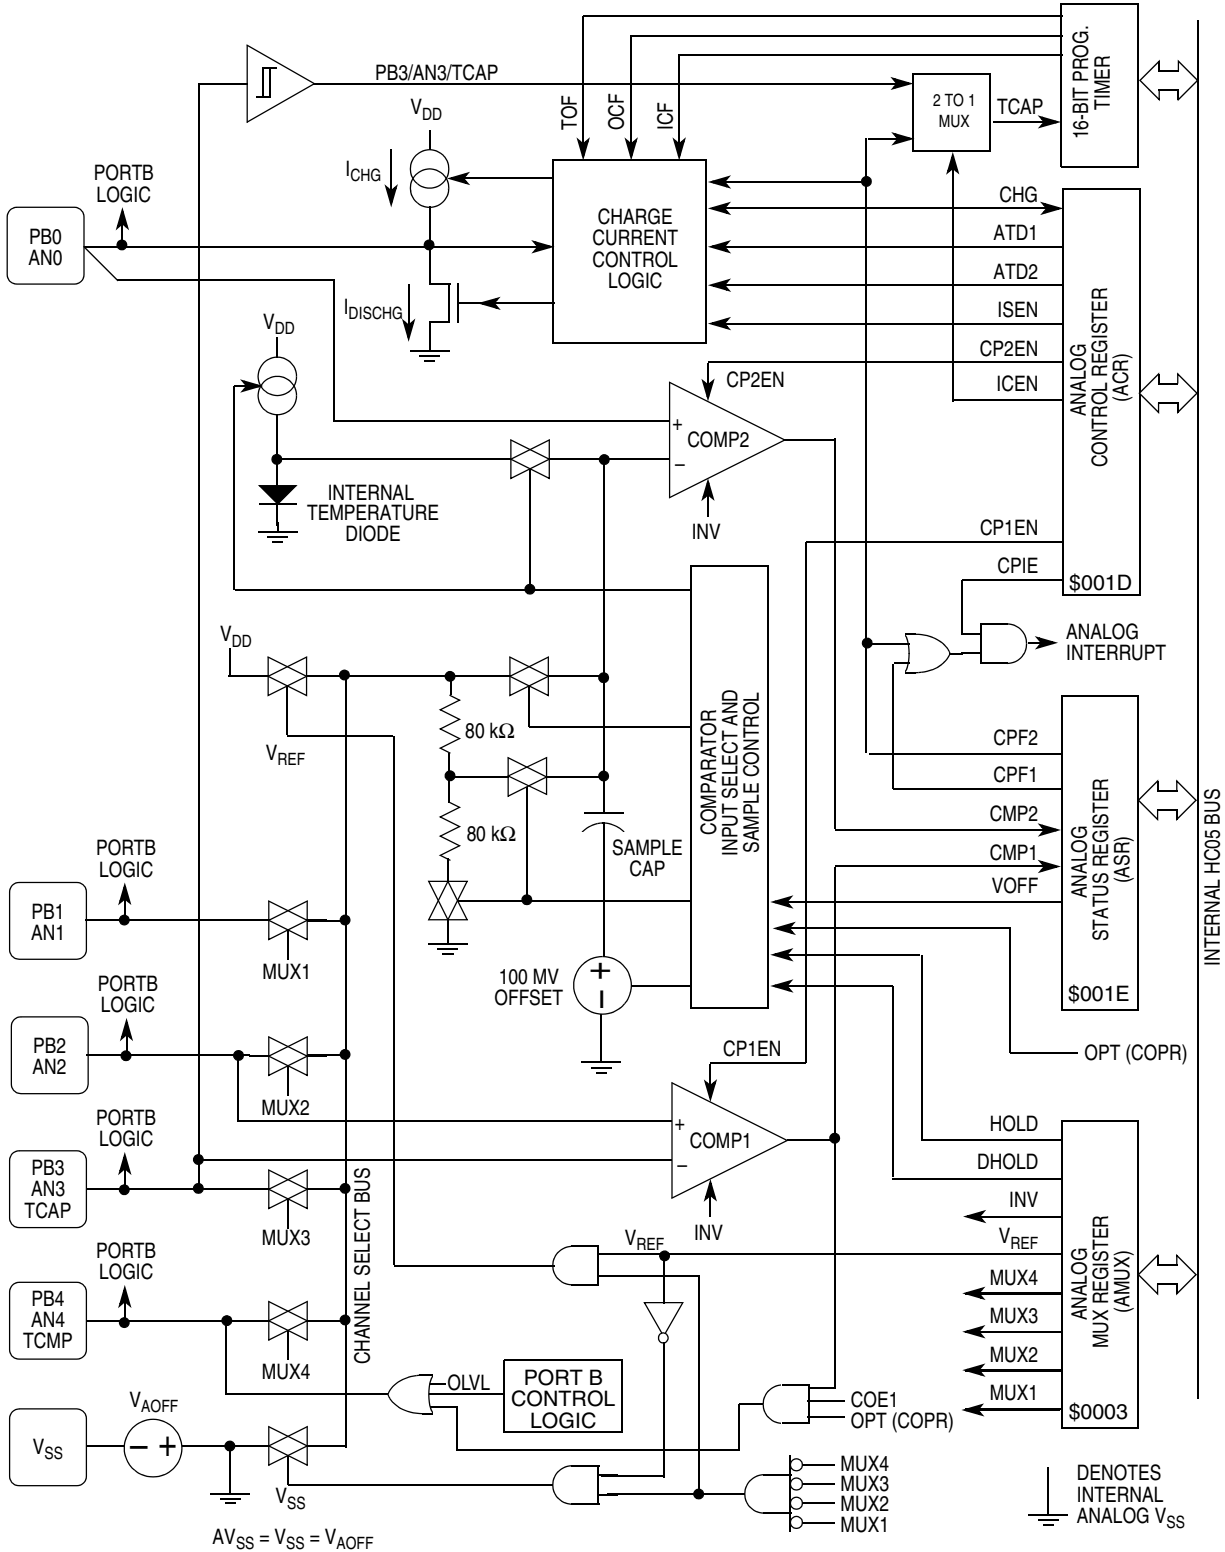 16-BIT PROG.
TIMER
PB3/AN3/TCAP
VDD
TOF
OCF
ICF
2 TO 1
MUX
TCAP
PORTB
LOGIC
ICHG
PB0
AN0
CHARGE
CURRENT
CONTROL
LOGIC
CHG
ATD1
ATD2
ISEN
CP2EN
ICEN
ANALOG
CONTROL REGISTER
(ACR)
IDISCHG
VDD
CP2EN
+
COMP2
–
INV
INTERNAL
TEMPERATURE
DIODE
CP1EN
CPIE
$001D
ANALOG
INTERRUPT
VDD
VREF
80 kΩ
80 kΩ
SAMPLE
CAP
COMPARATOR
INPUT SELECT AND
SAMPLE CONTROL
CPF2
CPF1
CMP2
CMP1
VOFF
ANALOG
STATUS REGISTER
(ASR)
$001E
INTERNAL HC05 BUS
PORTB
LOGIC
PB1
AN1
MUX1
100 MV
OFFSET
+
–
PORTB
LOGIC
PB2
AN2
MUX2
OPT (COPR)
CP1EN
+
COMP1
–
INV
PORTB
LOGIC
PB3
AN3
TCAP
MUX3
CHANNEL SELECT BUS
HOLD
DHOLD
INV
VREF
MUX4
MUX3
MUX2
MUX1
ANALOG
MUX REGISTER
(AMUX)
$0003
VREF
PORTB
LOGIC
PB4
AN4
TCMP
MUX4
OLVL
PORT B
CONTROL
LOGIC
COE1
OPT (COPR)
VAOFF
VSS
– +
VSS
MUX4
MUX3
MUX2
MUX1
DENOTES
INTERNAL
ANALOG VSS
AVSS = VSS = VAOFF